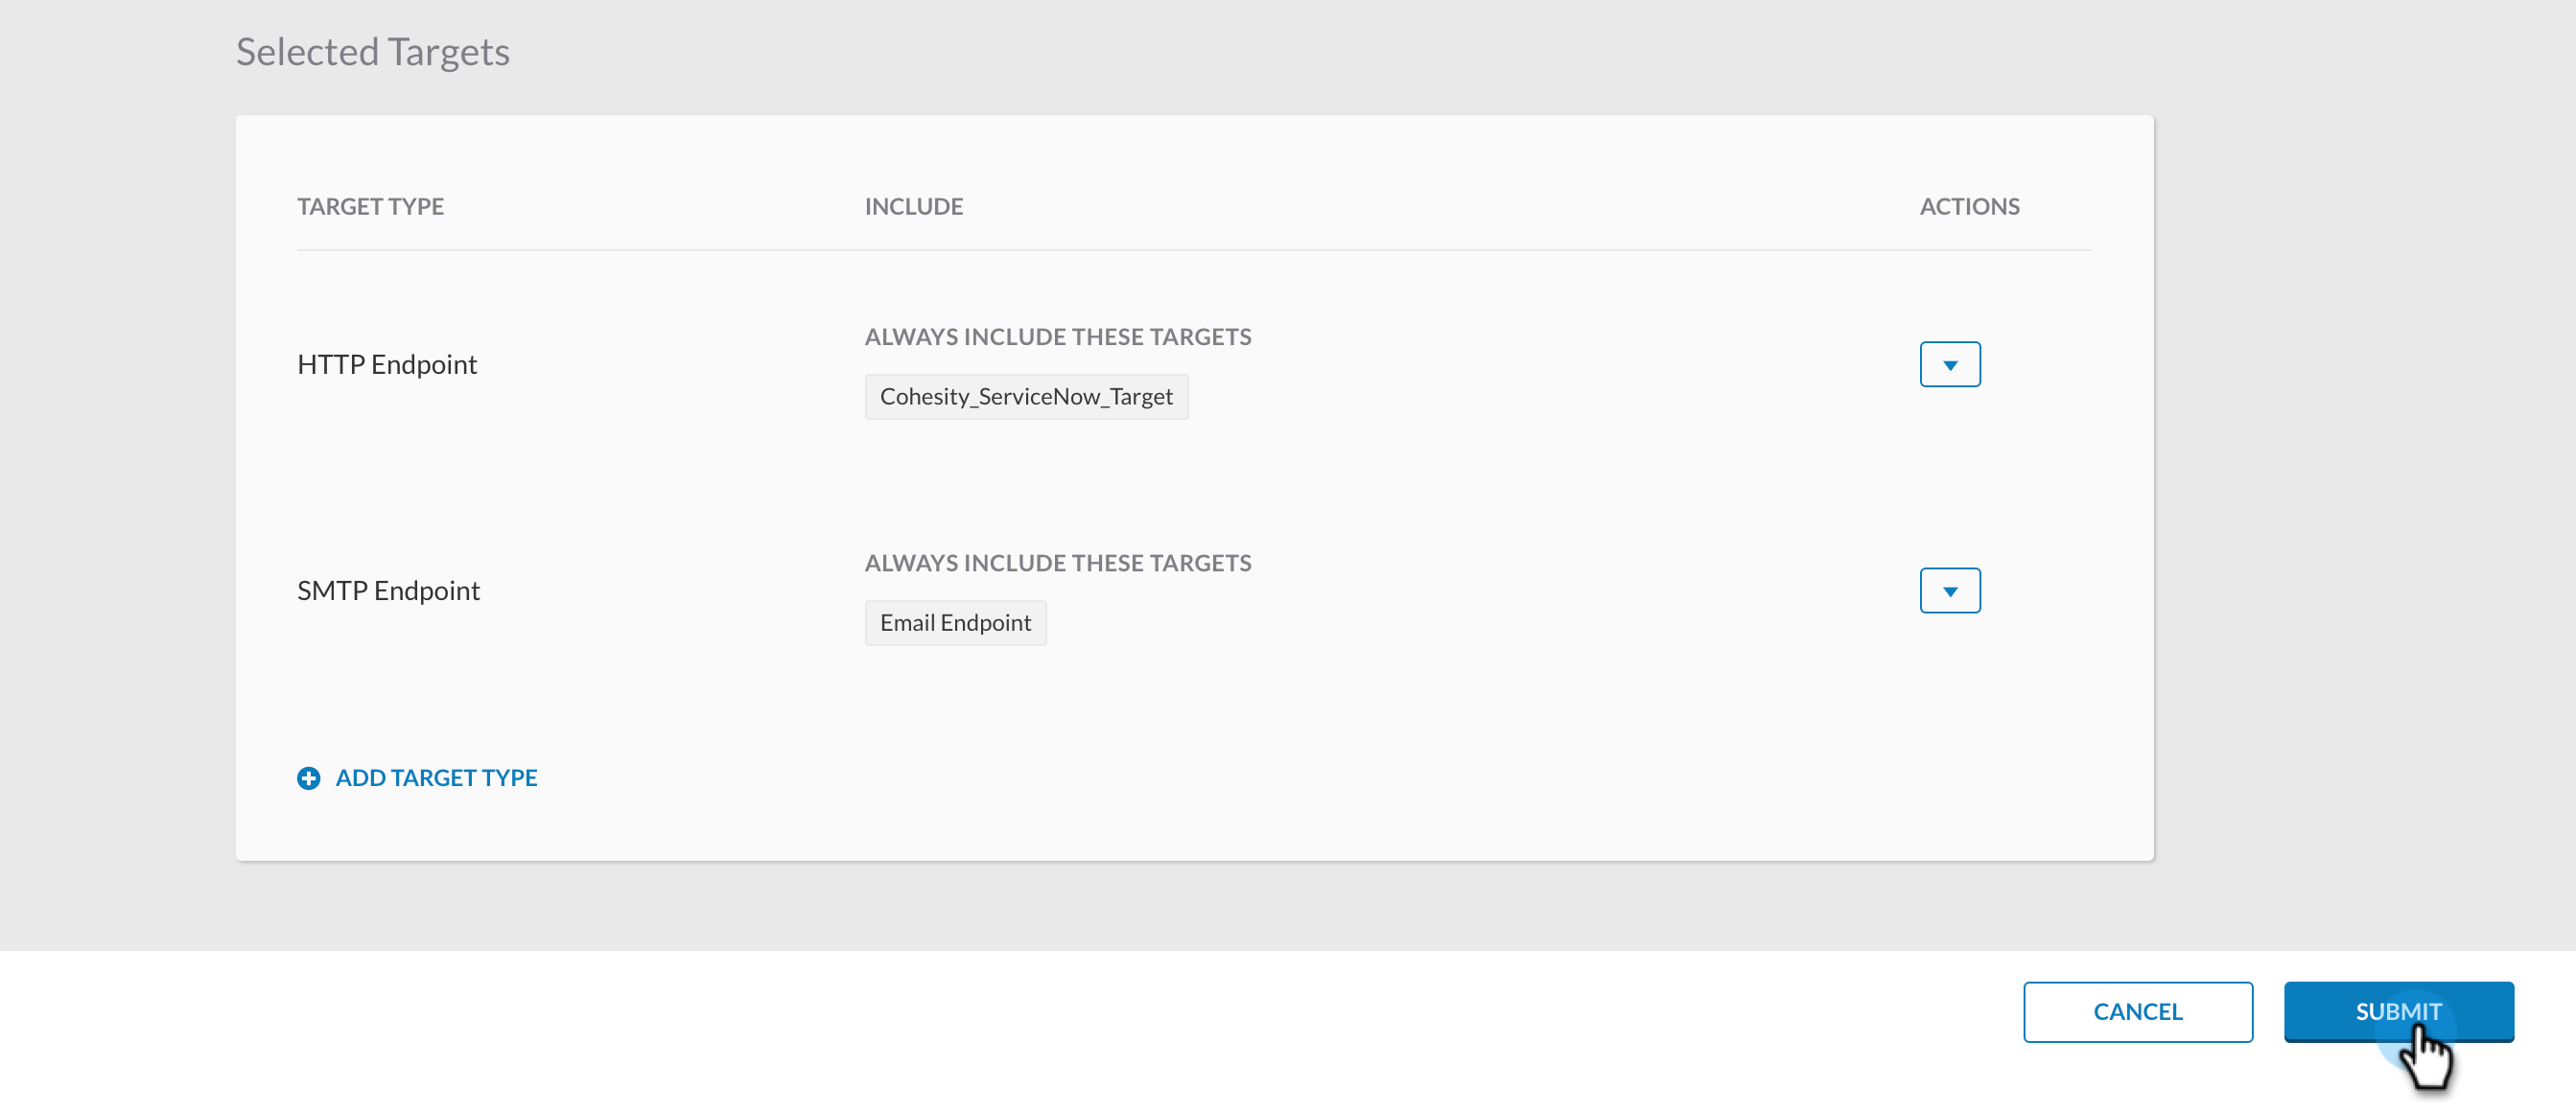 Selected Targets
TARGET TYPE INCLUDE ACTIONS
HTTP Endpoint
ALWAYS INCLUDE THESE TARGETS
Cohesity_ServiceNow_Target
SMTP Endpoint
ALWAYS INCLUDE THESE TARGETS
Email Endpoint
ADD TARGET TYPE
CANCEL SUBMIT